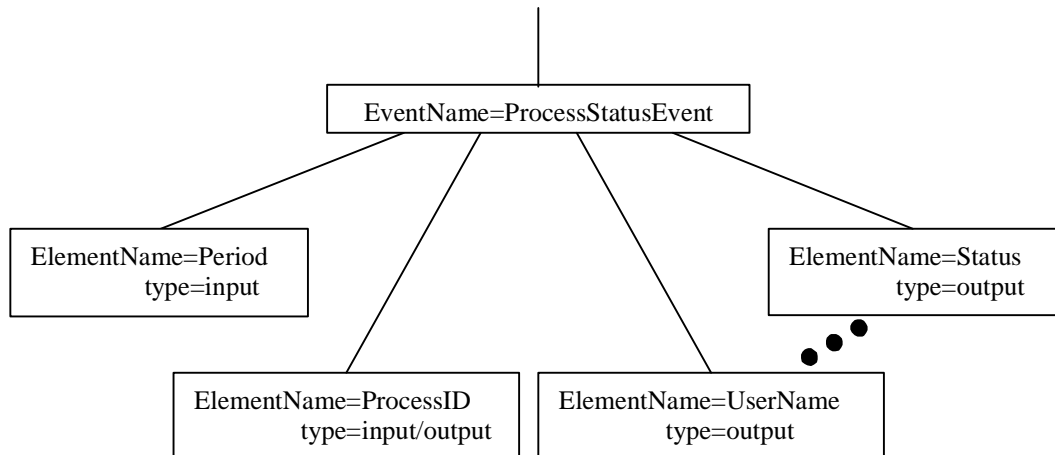 EventName=ProcessStatusEvent
ElementName=Period
type=input
ElementName=Status
type=output
ElementName=ProcessID
type=input/output
ElementName=UserName
type=output